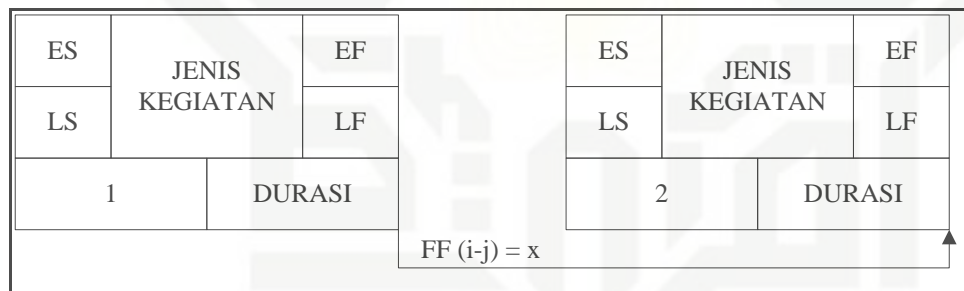 ES
JENIS
KEGIATAN
EF
LS
LF
1
DURASI
ES
JENIS
KEGIATAN
EF
LS
LF
2
DURASI
FF (i-j) = x